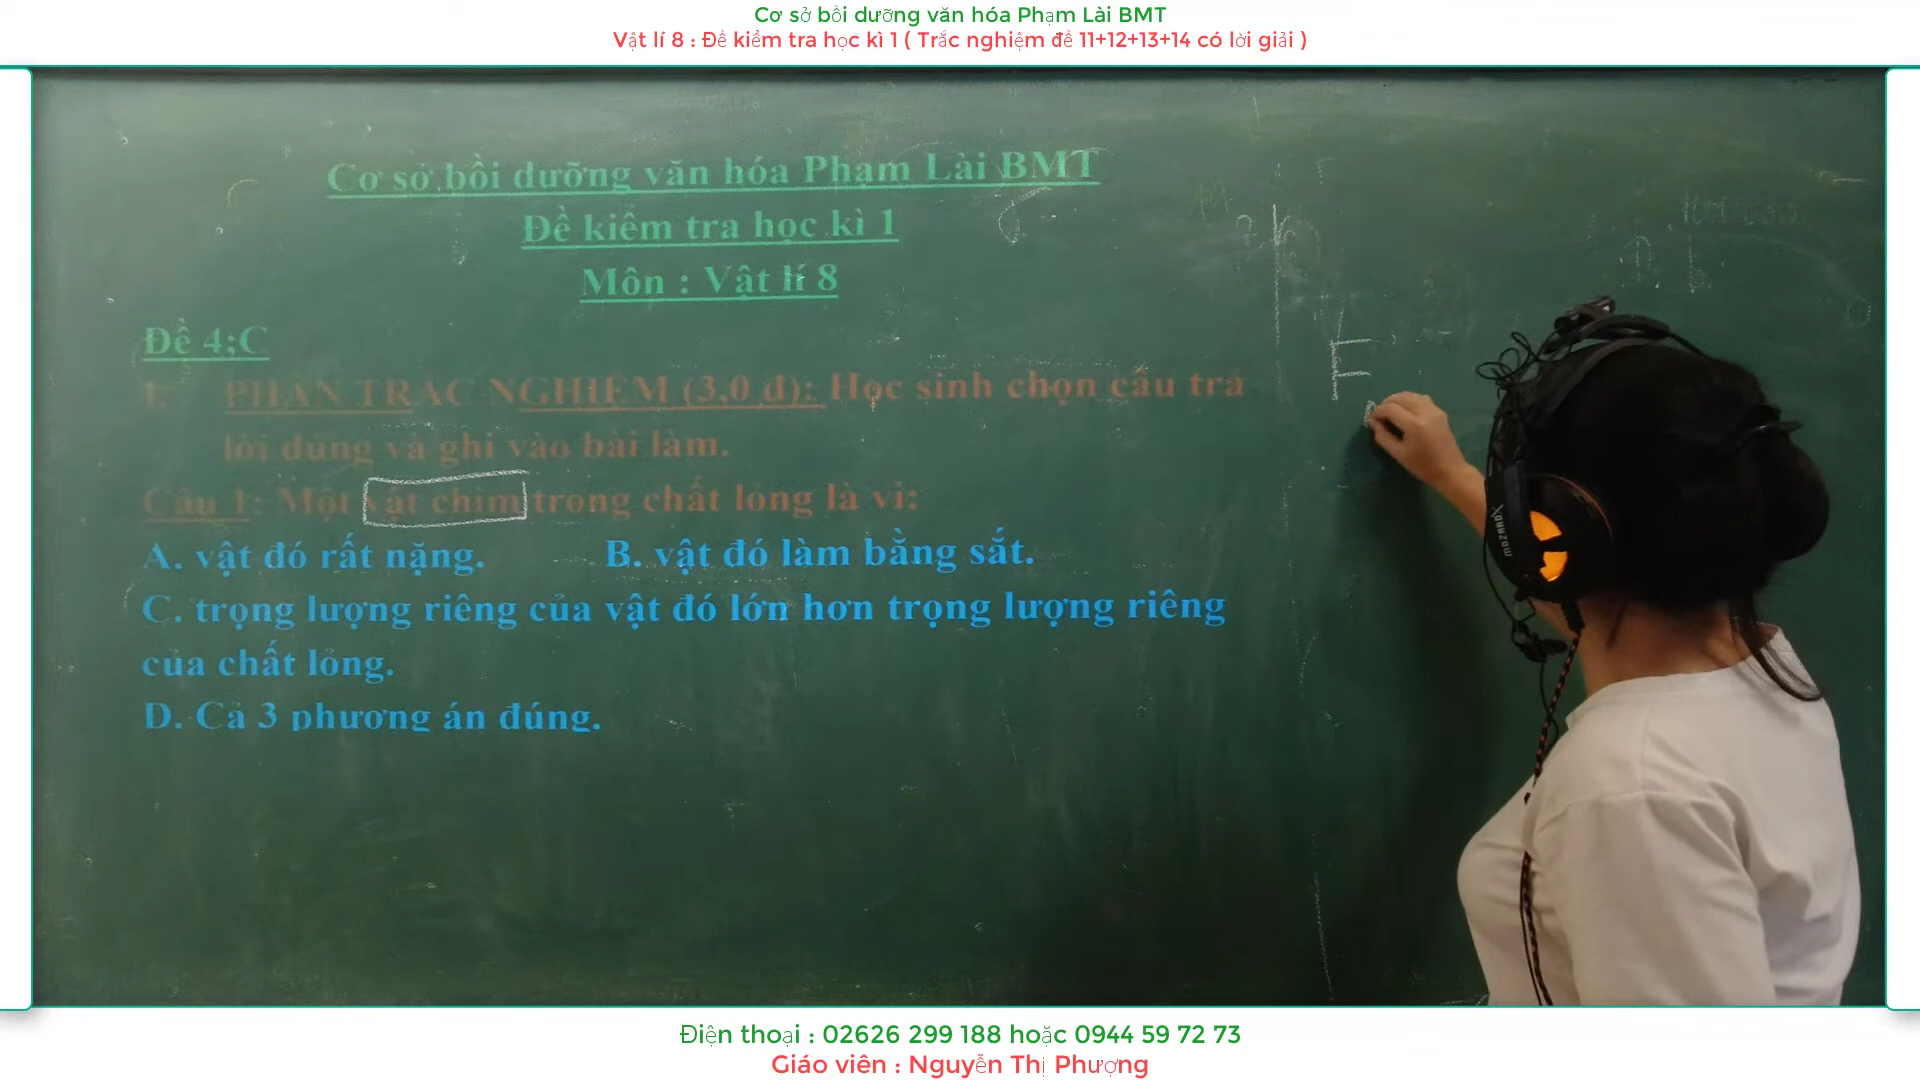 Cơ sở bồi dưỡng văn hóa Phạm Lài BMT
Vật lí 8 : Đề kiểm tra học kì 1 ( Trắc nghiệm đề 11+12+13+14 có lời giải )
Cơ sở bồi dưỡng văn hóa Phạm Lài BMT
Đề kiểm tra học kì 1
Môn : Vật lí 8
Đề 4;C
I. PHẦN TRẮC NGHIỆM (3,0 đ): Học sinh chọn câu trả
lời đúng và ghi vào bài làm.
Câu 1: Một vật chìm trong chất lỏng là vì:
A. vật đó rất nặng. B. vật đó làm bằng sắt.
C. trọng lượng riêng của vật đó lớn hơn trọng lượng riêng
của chất lỏng.
D. Cả 3 phương án đúng.
F
MOZARDX
Điện thoại : 02626 299 188 hoặc 0944 59 72 73
Giáo viên : Nguyễn Thị Phượng